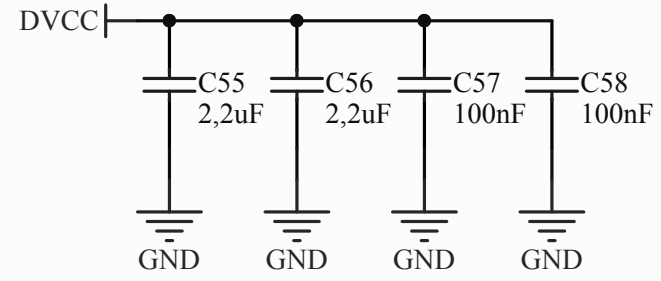 DVCC
C55 C56 C57 C58
2,2uF 2,2uF 100nF 100nF
GND GND GND GND